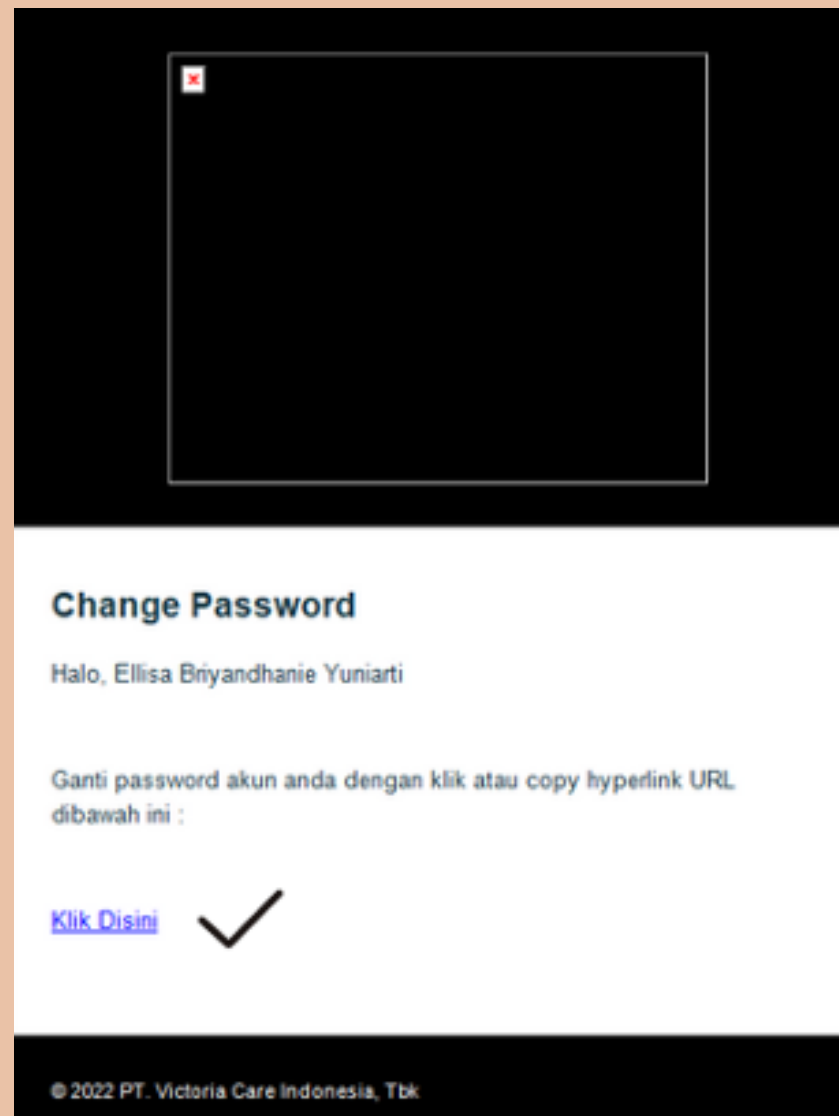 Change Password
Halo, Ellisa Briyandhanie Yuniarti
Ganti password akun anda dengan klik atau copy hyperlink URL
dibawah ini :
Klik Disini
© 2022 PT. Victoria Care Indonesia, Tbk